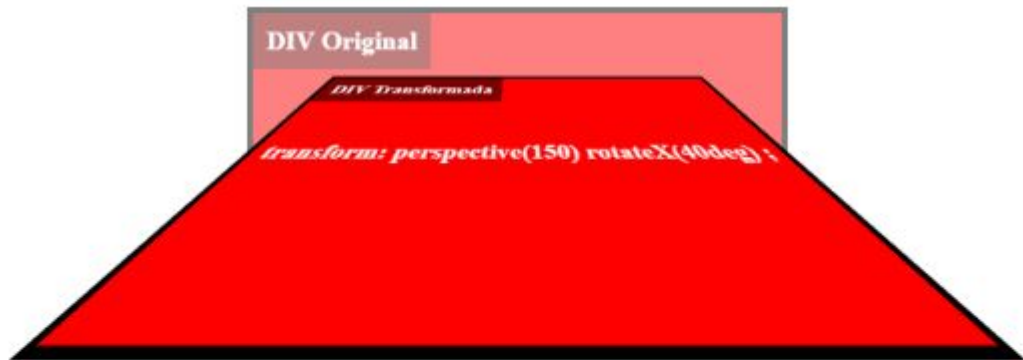 DIV Original
DIV Transformada
transform: perspective(150) rotateX(40deg) ;